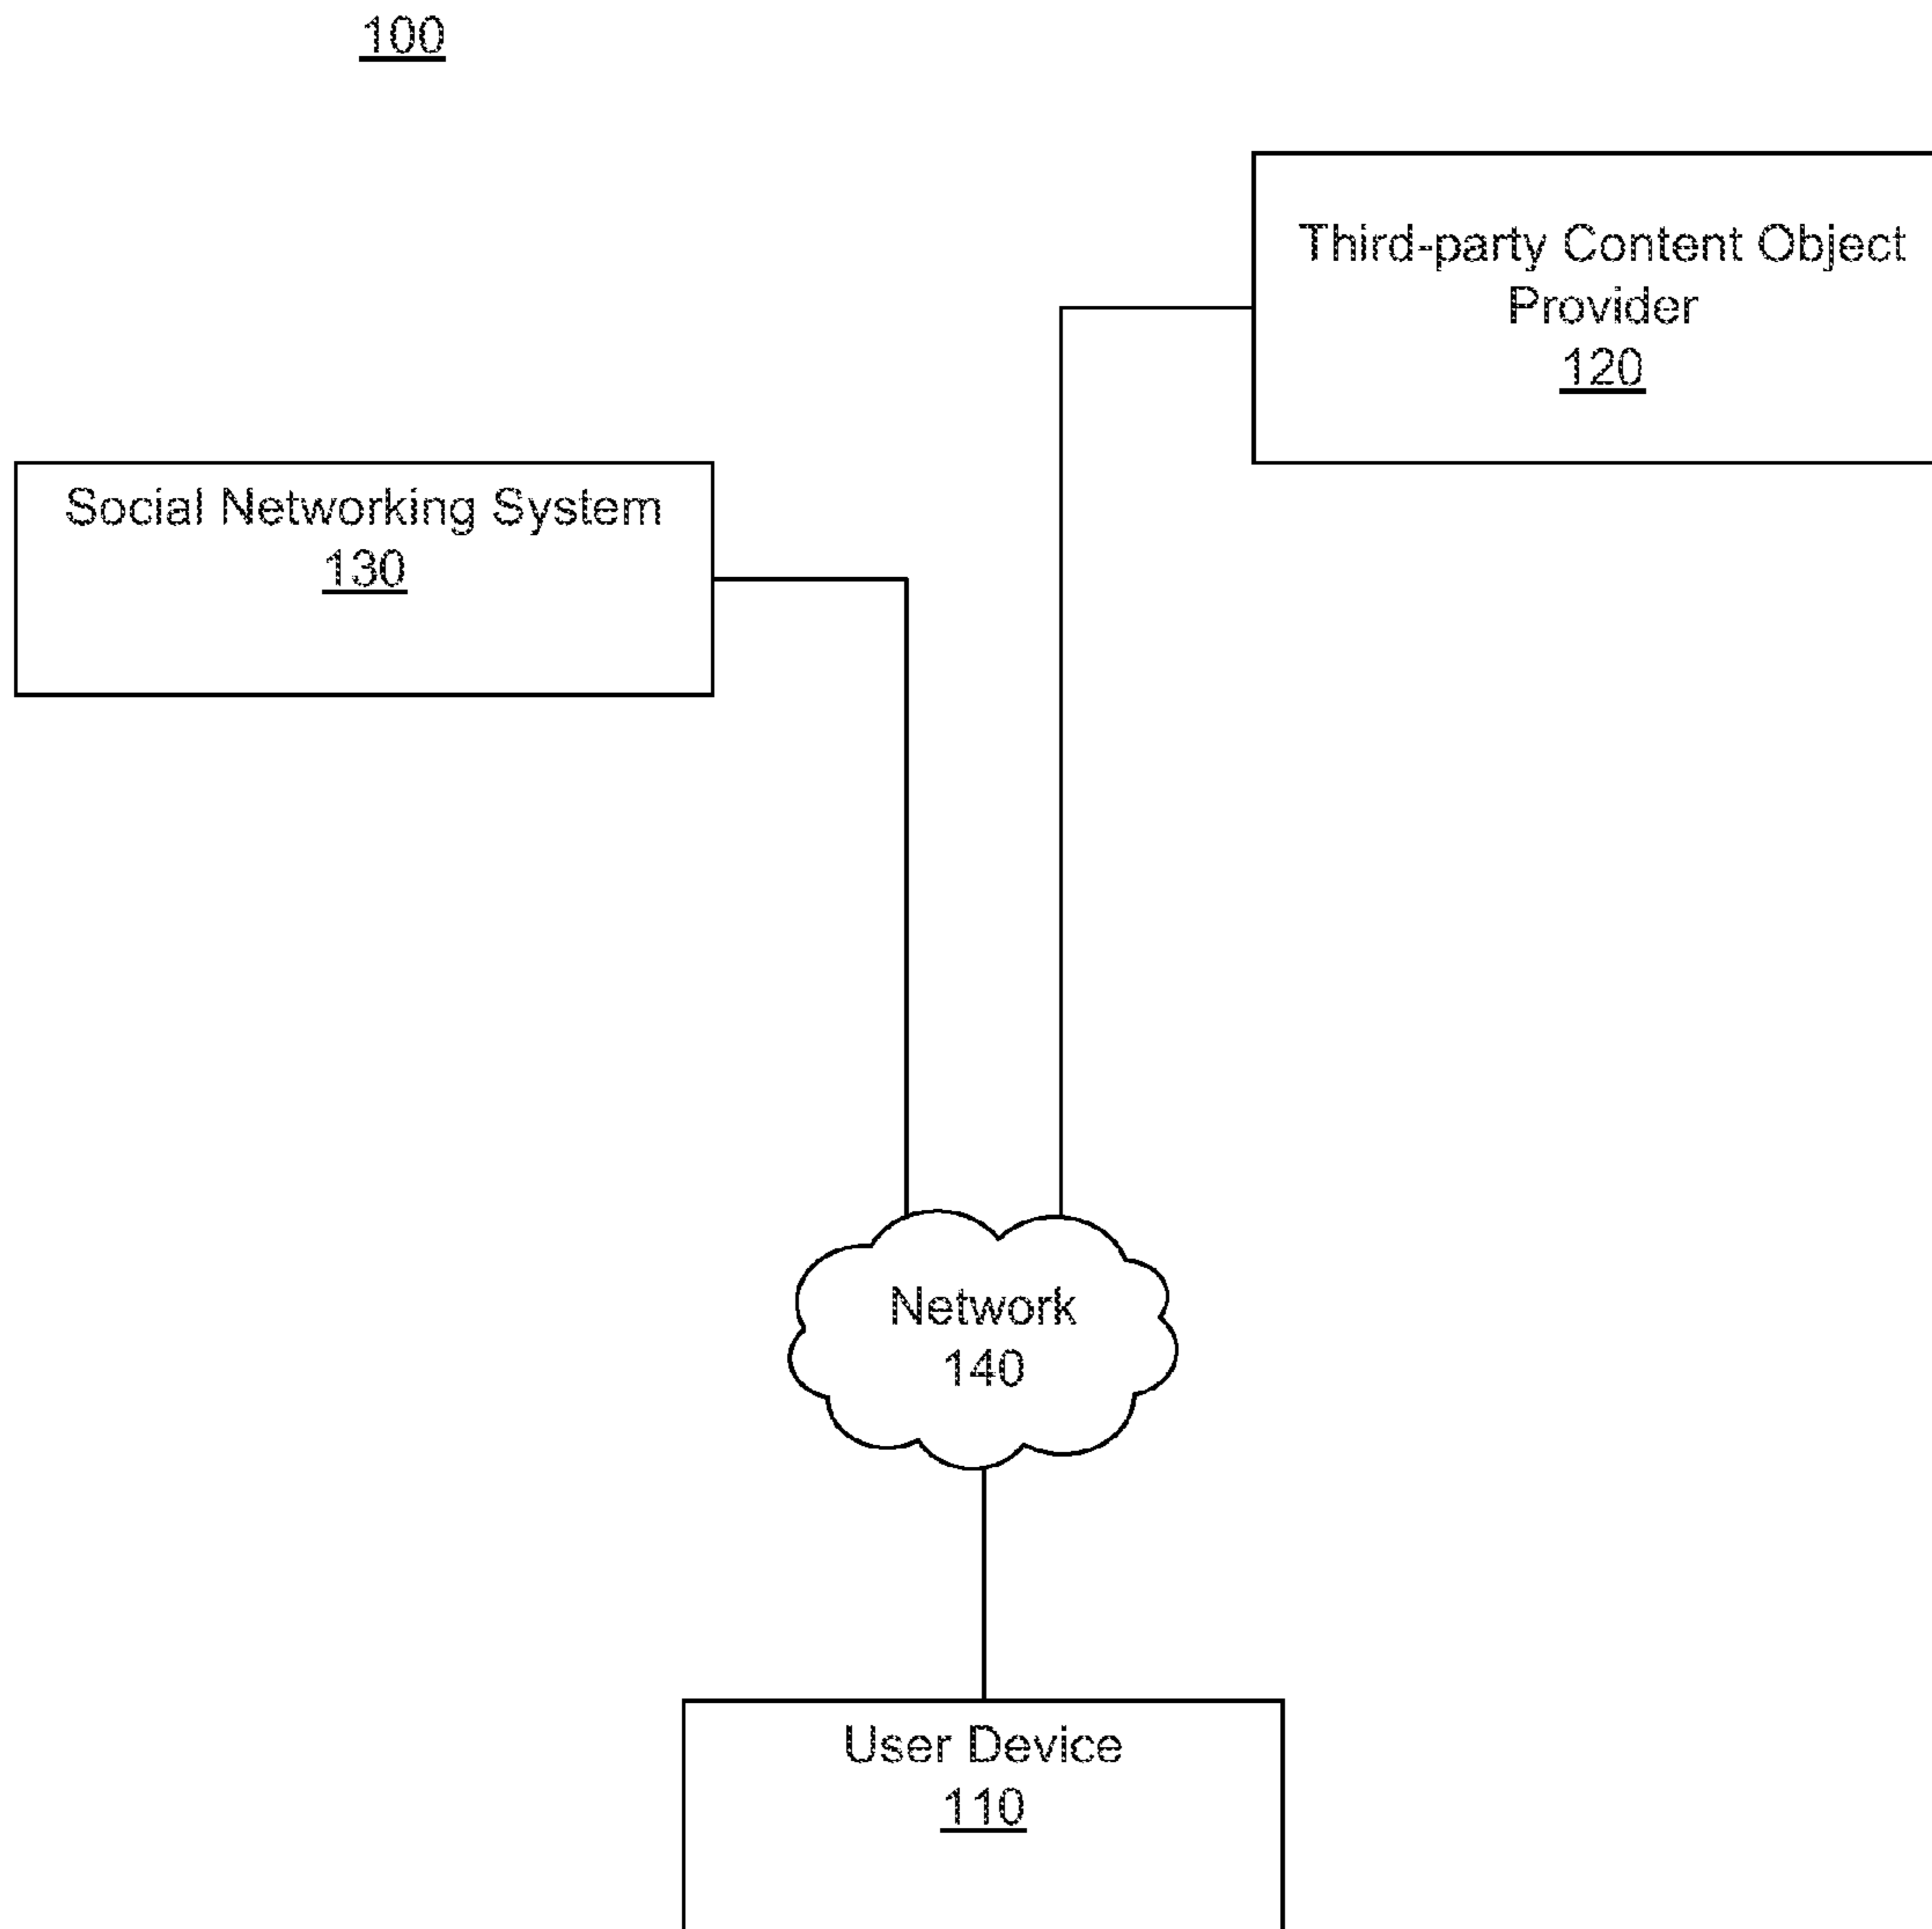 100
Third-party Content Object
Provider
120
Social Networking System
130
Network
140
User Device
110